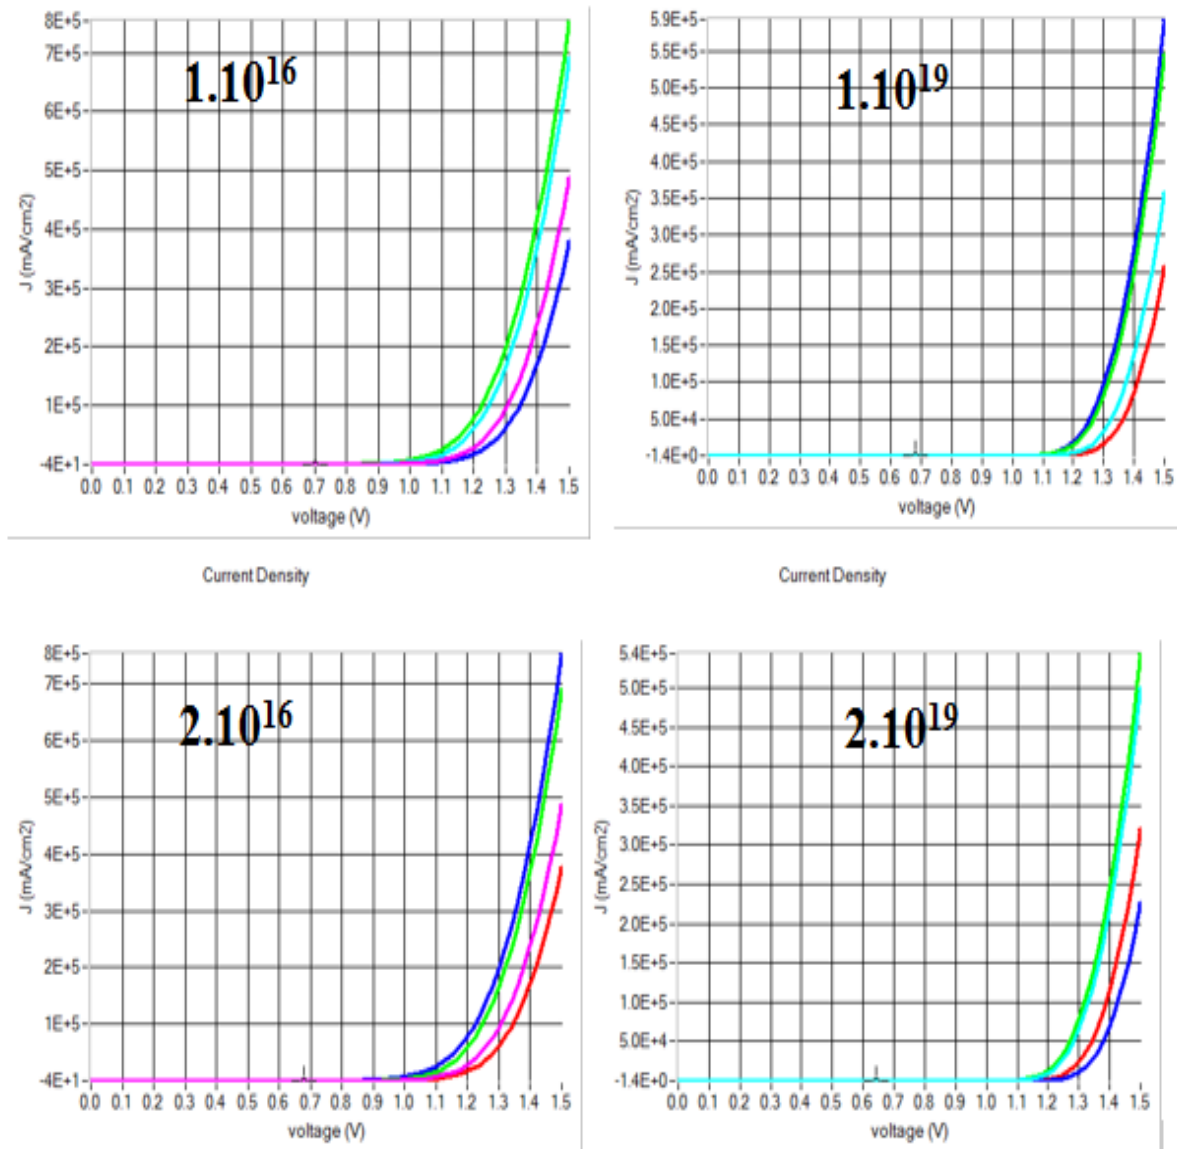 1.10¹⁶
8E+5
7E+5
6E+5
5E+5
4E+5
3E+5
2E+5
1E+5
-4E+1
J (mA/cm2)
0.0 0.1 0.2 0.3 0.4 0.5 0.6 0.7 0.8 0.9 1.0 1.1 1.2 1.3 1.4 1.5
voltage (V)
1.10¹⁹
5.9E+5
5.5E+5
5.0E+5
4.5E+5
4.0E+5
3.5E+5
3.0E+5
2.5E+5
2.0E+5
1.5E+5
1.0E+5
5.0E+4
-1.4E+0
J (mA/cm2)
0.0 0.1 0.2 0.3 0.4 0.5 0.6 0.7 0.8 0.9 1.0 1.1 1.2 1.3 1.4 1.5
voltage (V)
Current Density
Current Density
2.10¹⁶
8E+5
7E+5
6E+5
5E+5
4E+5
3E+5
2E+5
1E+5
-4E+1
J (mA/cm2)
0.0 0.1 0.2 0.3 0.4 0.5 0.6 0.7 0.8 0.9 1.0 1.1 1.2 1.3 1.4 1.5
voltage (V)
2.10¹⁹
5.4E+5
5.0E+5
4.5E+5
4.0E+5
3.5E+5
3.0E+5
2.5E+5
2.0E+5
1.5E+5
1.0E+5
5.0E+4
-1.4E+0
J (mA/cm2)
0.0 0.1 0.2 0.3 0.4 0.5 0.6 0.7 0.8 0.9 1.0 1.1 1.2 1.3 1.4 1.5
voltage (V)